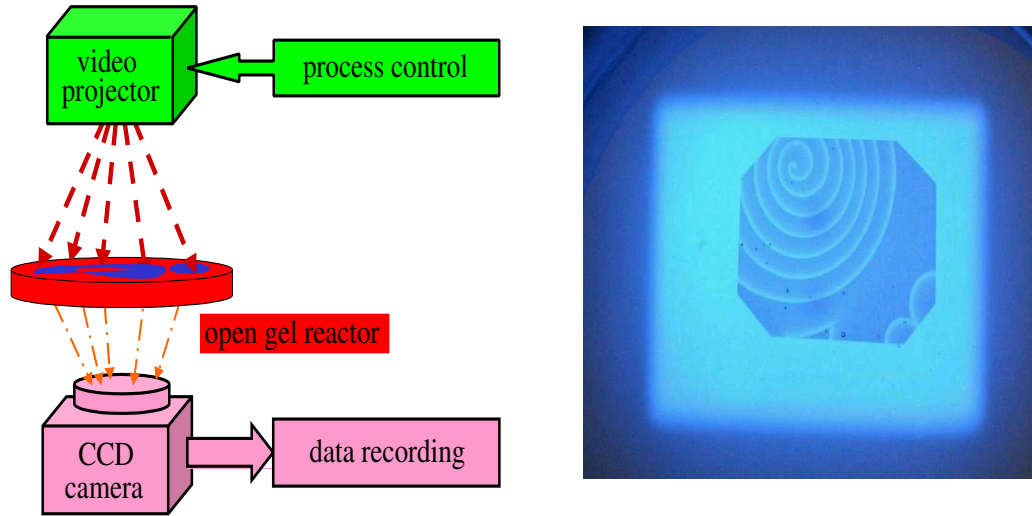 video
projector
process control
open gel reactor
CCD
camera
data recording